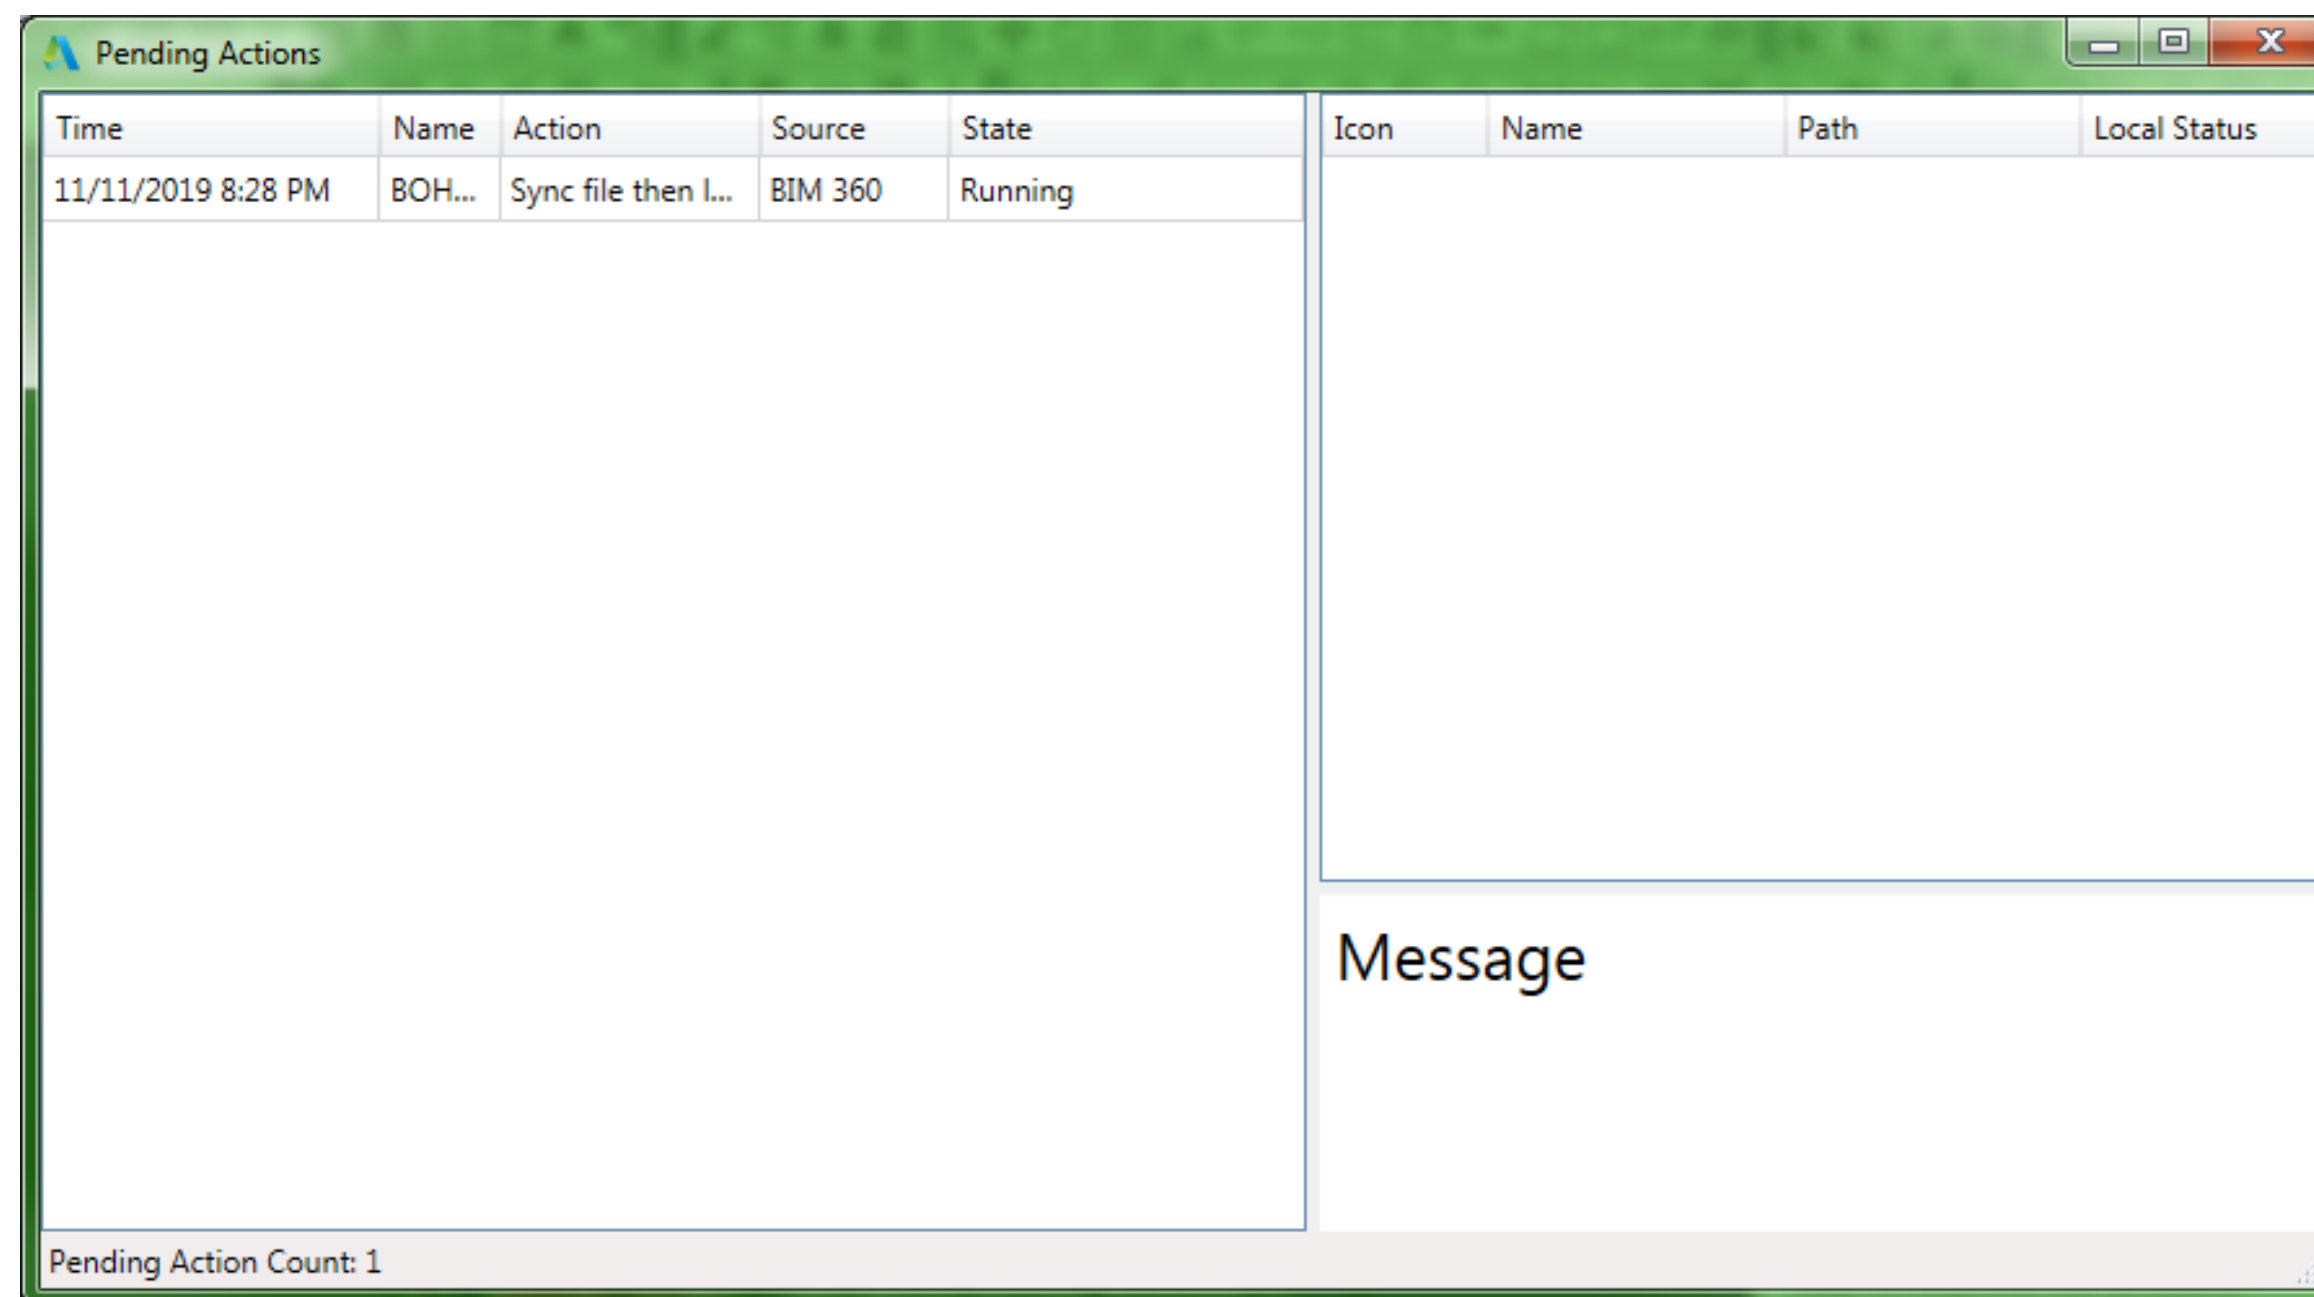 Pending Actions
Time Name Action Source State
11/11/2019 8:28 PM BOH... Sync file then l... BIM 360 Running
Icon Name Path Local Status
Message
Pending Action Count: 1